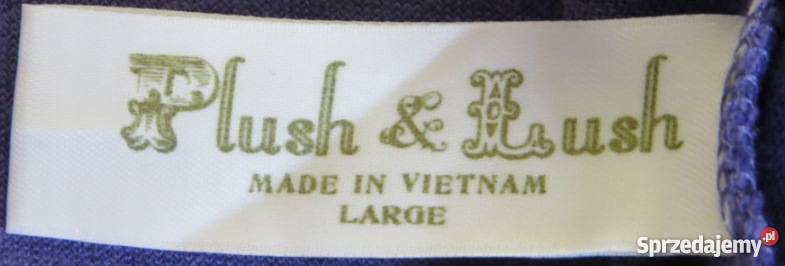 Plush & Lush
MADE IN VIETNAM
LARGE
Sprzedajemy.pl